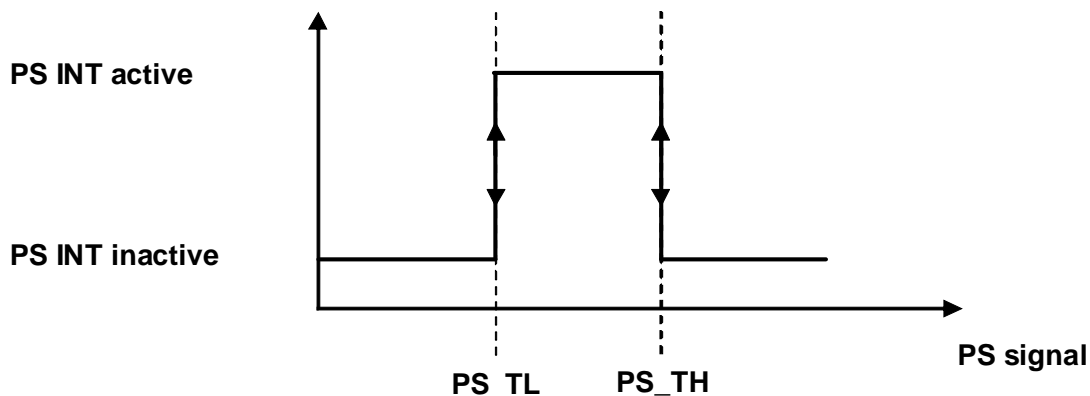 PS INT active
PS INT inactive
PS signal
PS TL
PS_TH